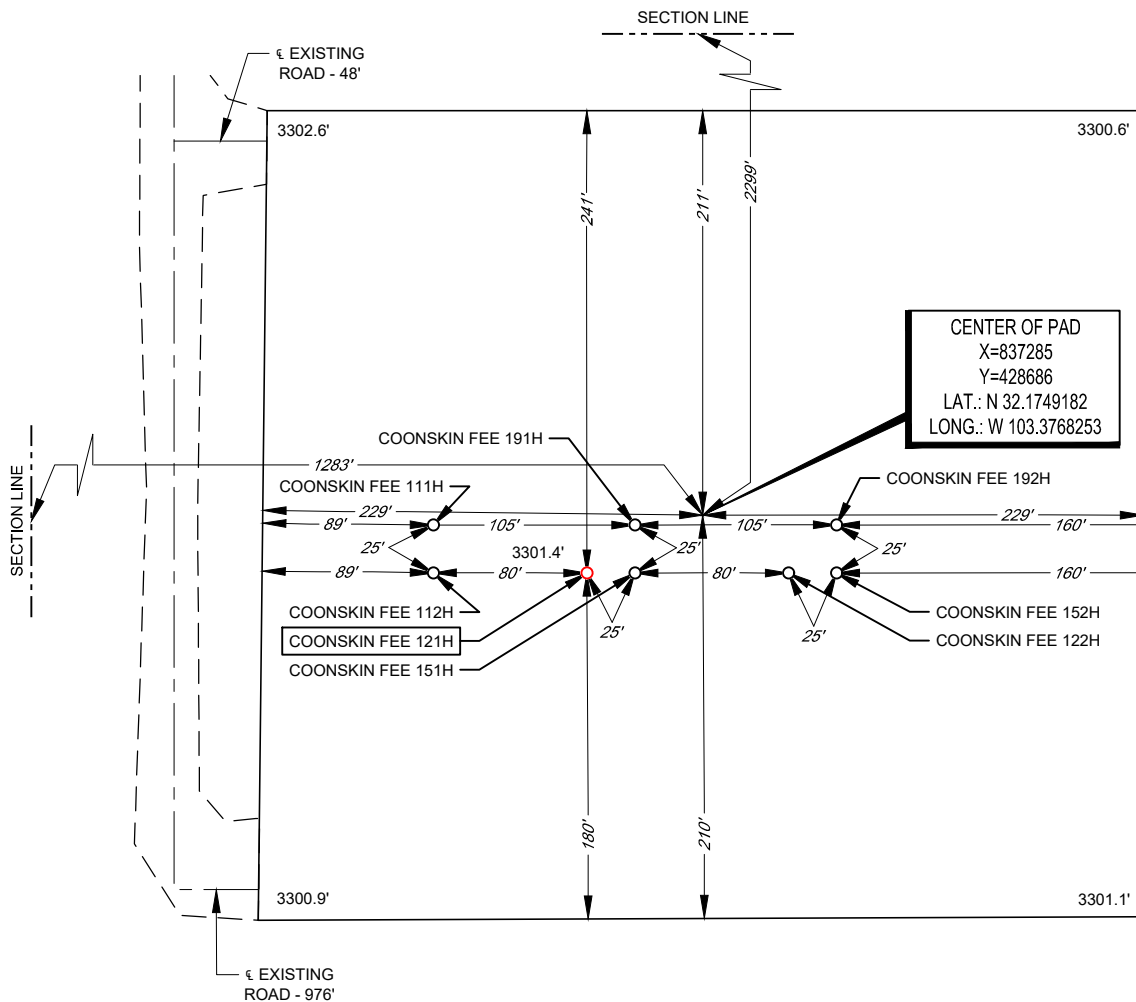 SECTION LINE
℄ EXISTING
ROAD - 48'
3302.6'
3300.6'
241'
211'
2299'
CENTER OF PAD
X=837285
Y=428686
LAT.: N 32.1749182
LONG.: W 103.3768253
SECTION LINE
COONSKIN FEE 191H
1283'
COONSKIN FEE 111H
COONSKIN FEE 192H
229'
229'
89'
105'
105'
160'
25'
3301.4'
25'
25'
89'
80'
80'
160'
COONSKIN FEE 112H
COONSKIN FEE 152H
25'
25'
COONSKIN FEE 121H
COONSKIN FEE 122H
COONSKIN FEE 151H
180'
210'
3300.9'
3301.1'
℄ EXISTING
ROAD - 976'